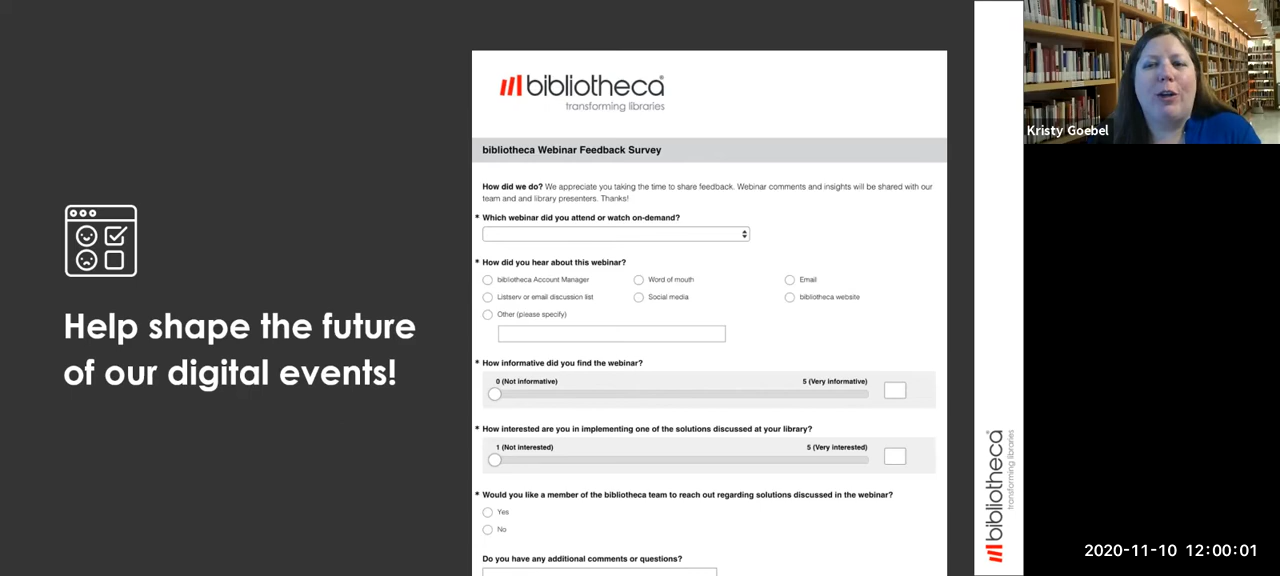 Help shape the future
of our digital events!
bibliotheca
transforming libraries
bibliotheca Webinar Feedback Survey
How did we do? We appreciate you taking the time to share feedback. Webinar comments and insights will be shared with our
team and and library presenters. Thanks!
* Which webinar did you attend or watch on-demand?
* How did you hear about this webinar?
bibliotheca Account Manager
Word of mouth
Email
Listserv or email discussion list
Social media
bibliotheca website
Other (please specify)
* How informative did you find the webinar?
0 (Not informative)
5 (Very informative)
* How interested are you in implementing one of the solutions discussed at your library?
1 (Not interested)
5 (Very interested)
* Would you like a member of the bibliotheca team to reach out regarding solutions discussed in the webinar?
Yes
No
Do you have any additional comments or questions?
bibliotheca
transforming libraries
Kristy Goebel
2020-11-10 12:00:01